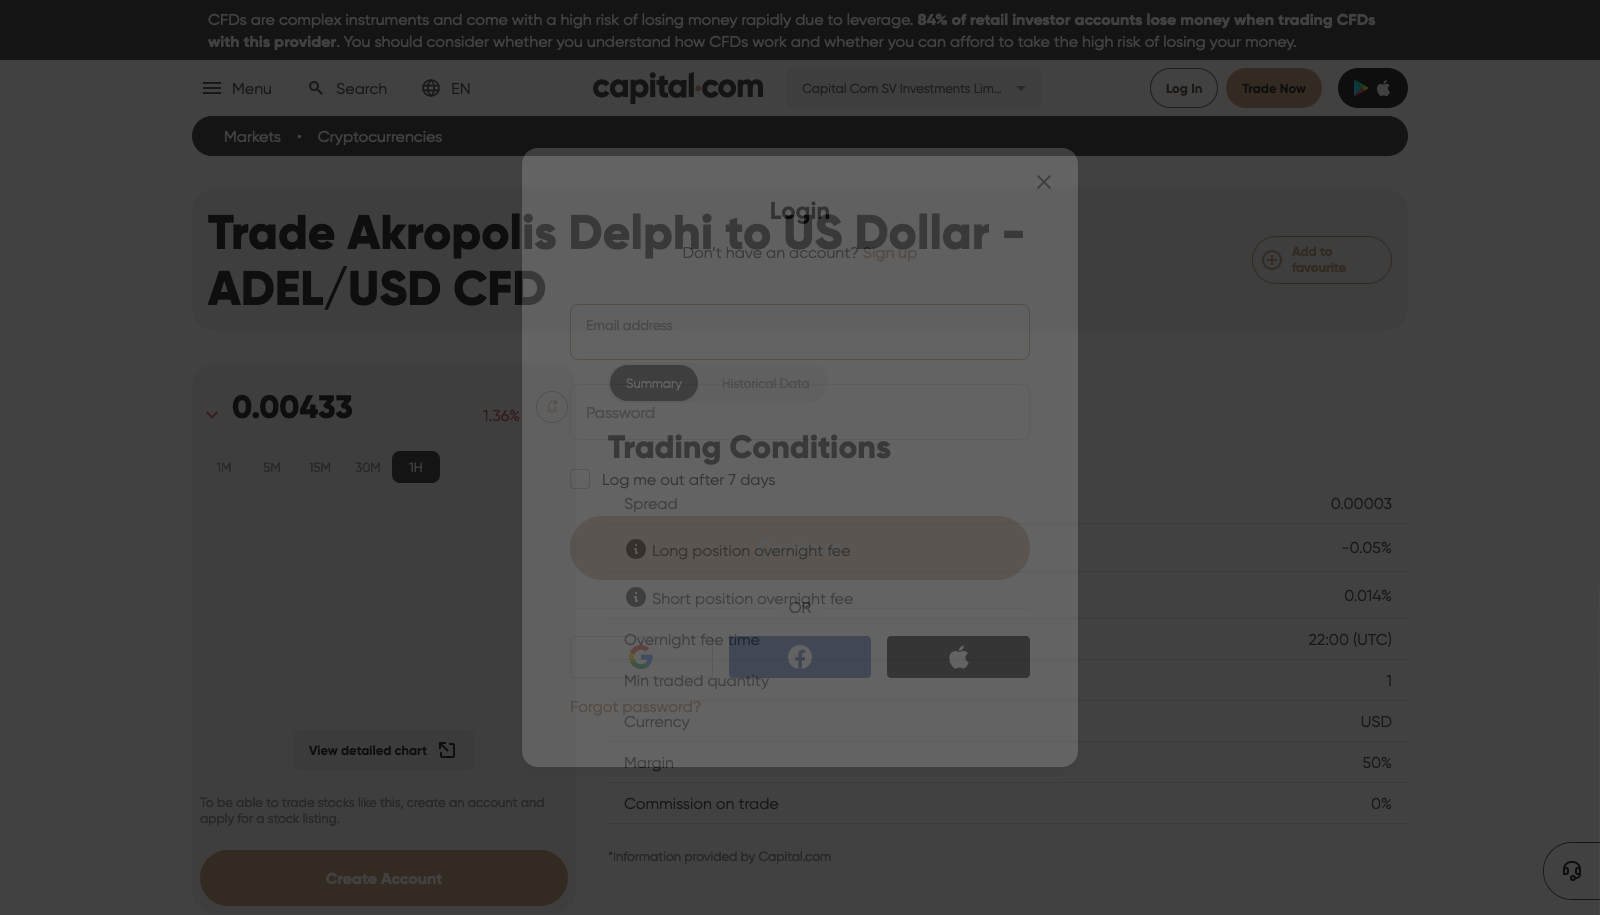 CFDs are complex instruments and come with a high risk of losing money rapidly due to leverage. 84% of retail investor accounts lose money when trading CFDs
with this provider. You should consider whether you understand how CFDs work and whether you can afford to take the high risk of losing your money.
Menu
Search
EN
capital.com
Capital Com SV Investments Lim...
Log In
Trade Now
Markets • Cryptocurrencies
Login
Don't have an account? Sign up
Trade Akropolis Delphi to US Dollar -
ADEL/USD CFD
Add to
favourite
Email address
Password
Log me out after 7 days
OR
Forgot password?
0.00433
1.36%
1M
5M
15M
30M
1H
View detailed chart
To be able to trade stocks like this, create an account and
apply for a stock listing.
Create Account
Summary
Historical Data
Trading Conditions
Spread 0.00003
Long position overnight fee -0.05%
Short position overnight fee 0.014%
Overnight fee time 22:00 (UTC)
Min traded quantity 1
Currency USD
Margin 50%
Commission on trade 0%
*Information provided by Capital.com